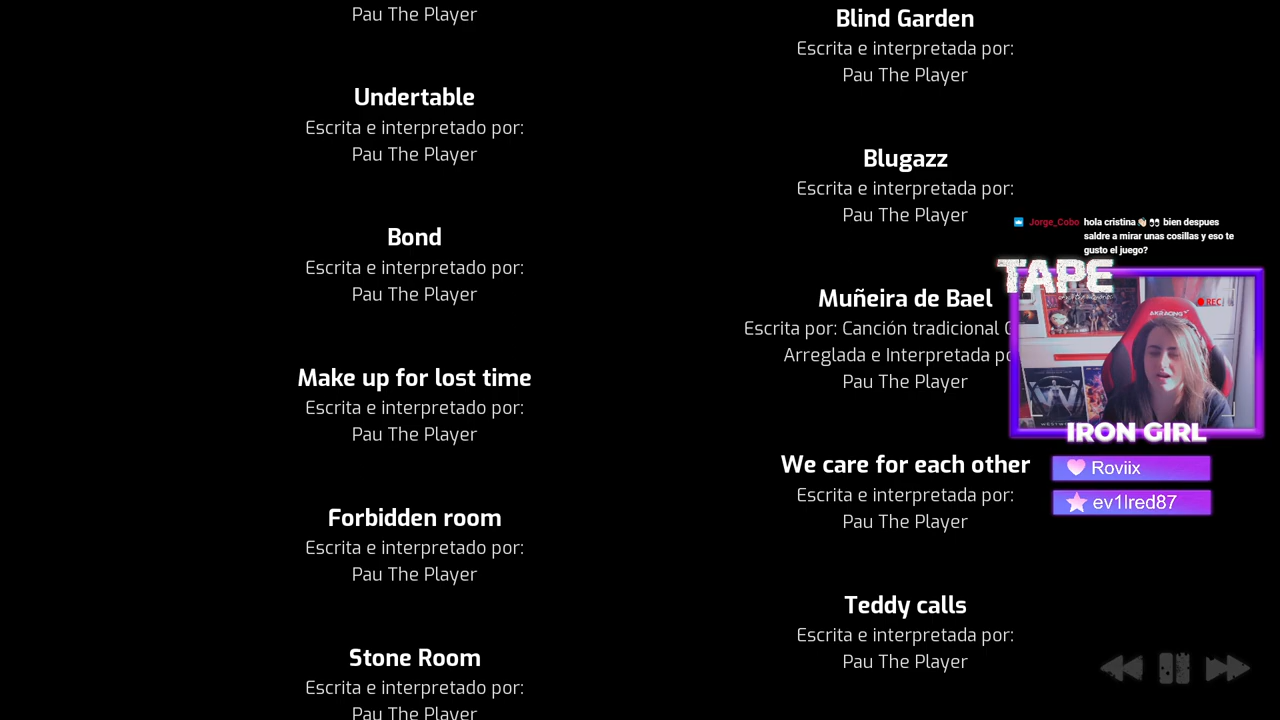 Pau The Player
Undertable
Escrita e interpretado por:
Pau The Player
Bond
Escrita e interpretado por:
Pau The Player
Make up for lost time
Escrita e interpretado por:
Pau The Player
Forbidden room
Escrita e interpretado por:
Pau The Player
Stone Room
Escrita e interpretado por:
Pau The Player
Blind Garden
Escrita e interpretada por:
Pau The Player
Blugazz
Escrita e interpretada por:
Pau The Player
Muñeira de Bael
Escrita por: Canción tradicional
Arreglada e Interpretada
Pau The Player
We care for each other
Escrita e interpretada por:
Pau The Player
Teddy calls
Escrita e interpretada por:
Pau The Player
Jorge_Cobo hola cristina 👋🏻 👀 bien despues
saldre a mirar unas cosillas y eso te
gusto el juego?
TAPE
REC
AKRACING
IRON GIRL
Roviix
ev1lred87